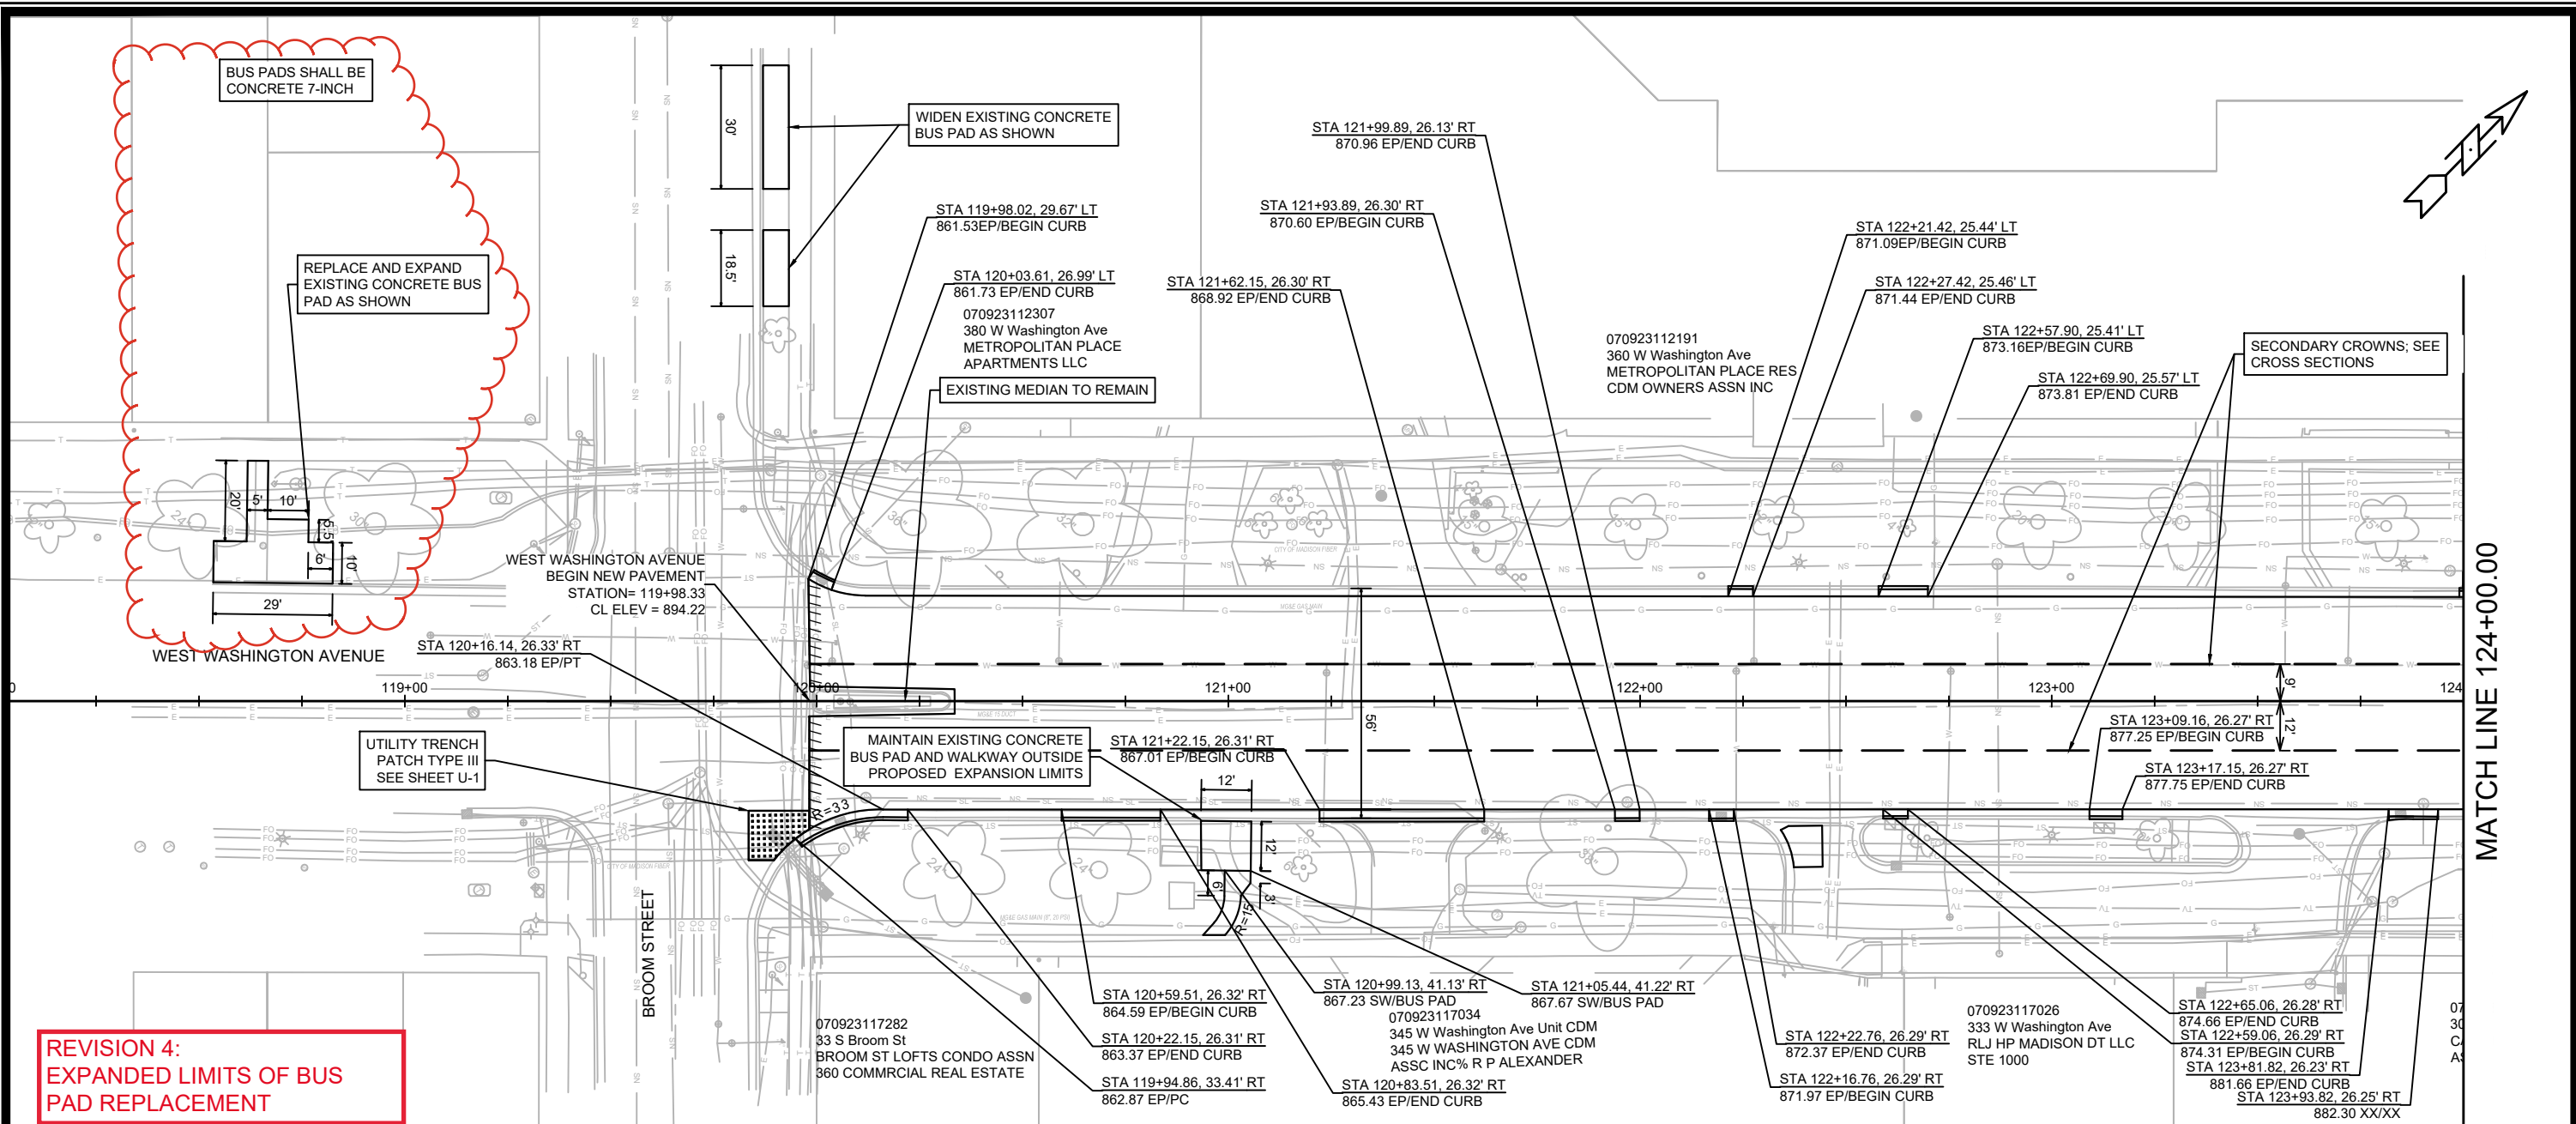 BUS PADS SHALL BE
CONCRETE 7-INCH
REPLACE AND EXPAND
EXISTING CONCRETE BUS
PAD AS SHOWN
20'
5'
10'
5.5'
6'
10'
29'
WEST WASHINGTON AVENUE
30'
18.5'
WIDEN EXISTING CONCRETE
BUS PAD AS SHOWN
STA 119+98.02, 29.67' LT
861.53EP/BEGIN CURB
STA 120+03.61, 26.99' LT
861.73 EP/END CURB
070923112307
380 W Washington Ave
METROPOLITAN PLACE
APARTMENTS LLC
EXISTING MEDIAN TO REMAIN
STA 121+99.89, 26.13' RT
870.96 EP/END CURB
STA 121+93.89, 26.30' RT
870.60 EP/BEGIN CURB
STA 121+62.15, 26.30' RT
868.92 EP/END CURB
070923112191
360 W Washington Ave
METROPOLITAN PLACE RES
CDM OWNERS ASSN INC
STA 122+21.42, 25.44' LT
871.09EP/BEGIN CURB
STA 122+27.42, 25.46' LT
871.44 EP/END CURB
STA 122+57.90, 25.41' LT
873.16EP/BEGIN CURB
STA 122+69.90, 25.57' LT
873.81 EP/END CURB
SECONDARY CROWNS; SEE
CROSS SECTIONS
MATCH LINE 124+00.00
WEST WASHINGTON AVENUE
BEGIN NEW PAVEMENT
STATION= 119+98.33
CL ELEV = 894.22
STA 120+16.14, 26.33' RT
863.18 EP/PT
119+00
120+00
121+00
122+00
123+00
124
9'
12'
56'
UTILITY TRENCH
PATCH TYPE III
SEE SHEET U-1
R=33
MAINTAIN EXISTING CONCRETE
BUS PAD AND WALKWAY OUTSIDE
PROPOSED EXPANSION LIMITS
STA 121+22.15, 26.31' RT
867.01 EP/BEGIN CURB
12'
12'
6'
3'
R=15'
STA 123+09.16, 26.27' RT
877.25 EP/BEGIN CURB
STA 123+17.15, 26.27' RT
877.75 EP/END CURB
CITY OF MADISON FIBER
MG&E GAS MAIN
CITY OF MADISON FIBER
BROOM STREET
070923117282
33 S Broom St
BROOM ST LOFTS CONDO ASSN
360 COMMRCIAL REAL ESTATE
STA 120+59.51, 26.32' RT
864.59 EP/BEGIN CURB
STA 120+22.15, 26.31' RT
863.37 EP/END CURB
STA 119+94.86, 33.41' RT
862.87 EP/PC
STA 120+99.13, 41.13' RT
867.23 SW/BUS PAD
070923117034
345 W Washington Ave Unit CDM
345 W WASHINGTON AVE CDM
ASSC INC% R P ALEXANDER
STA 120+83.51, 26.32' RT
865.43 EP/END CURB
STA 121+05.44, 41.22' RT
867.67 SW/BUS PAD
STA 122+22.76, 26.29' RT
872.37 EP/END CURB
STA 122+16.76, 26.29' RT
871.97 EP/BEGIN CURB
070923117026
333 W Washington Ave
RLJ HP MADISON DT LLC
STE 1000
STA 122+65.06, 26.28' RT
874.66 EP/END CURB
STA 122+59.06, 26.29' RT
874.31 EP/BEGIN CURB
STA 123+81.82, 26.23' RT
881.66 EP/END CURB
STA 123+93.82, 26.25' RT
882.30 XX/XX
REVISION 4:
EXPANDED LIMITS OF BUS
PAD REPLACEMENT